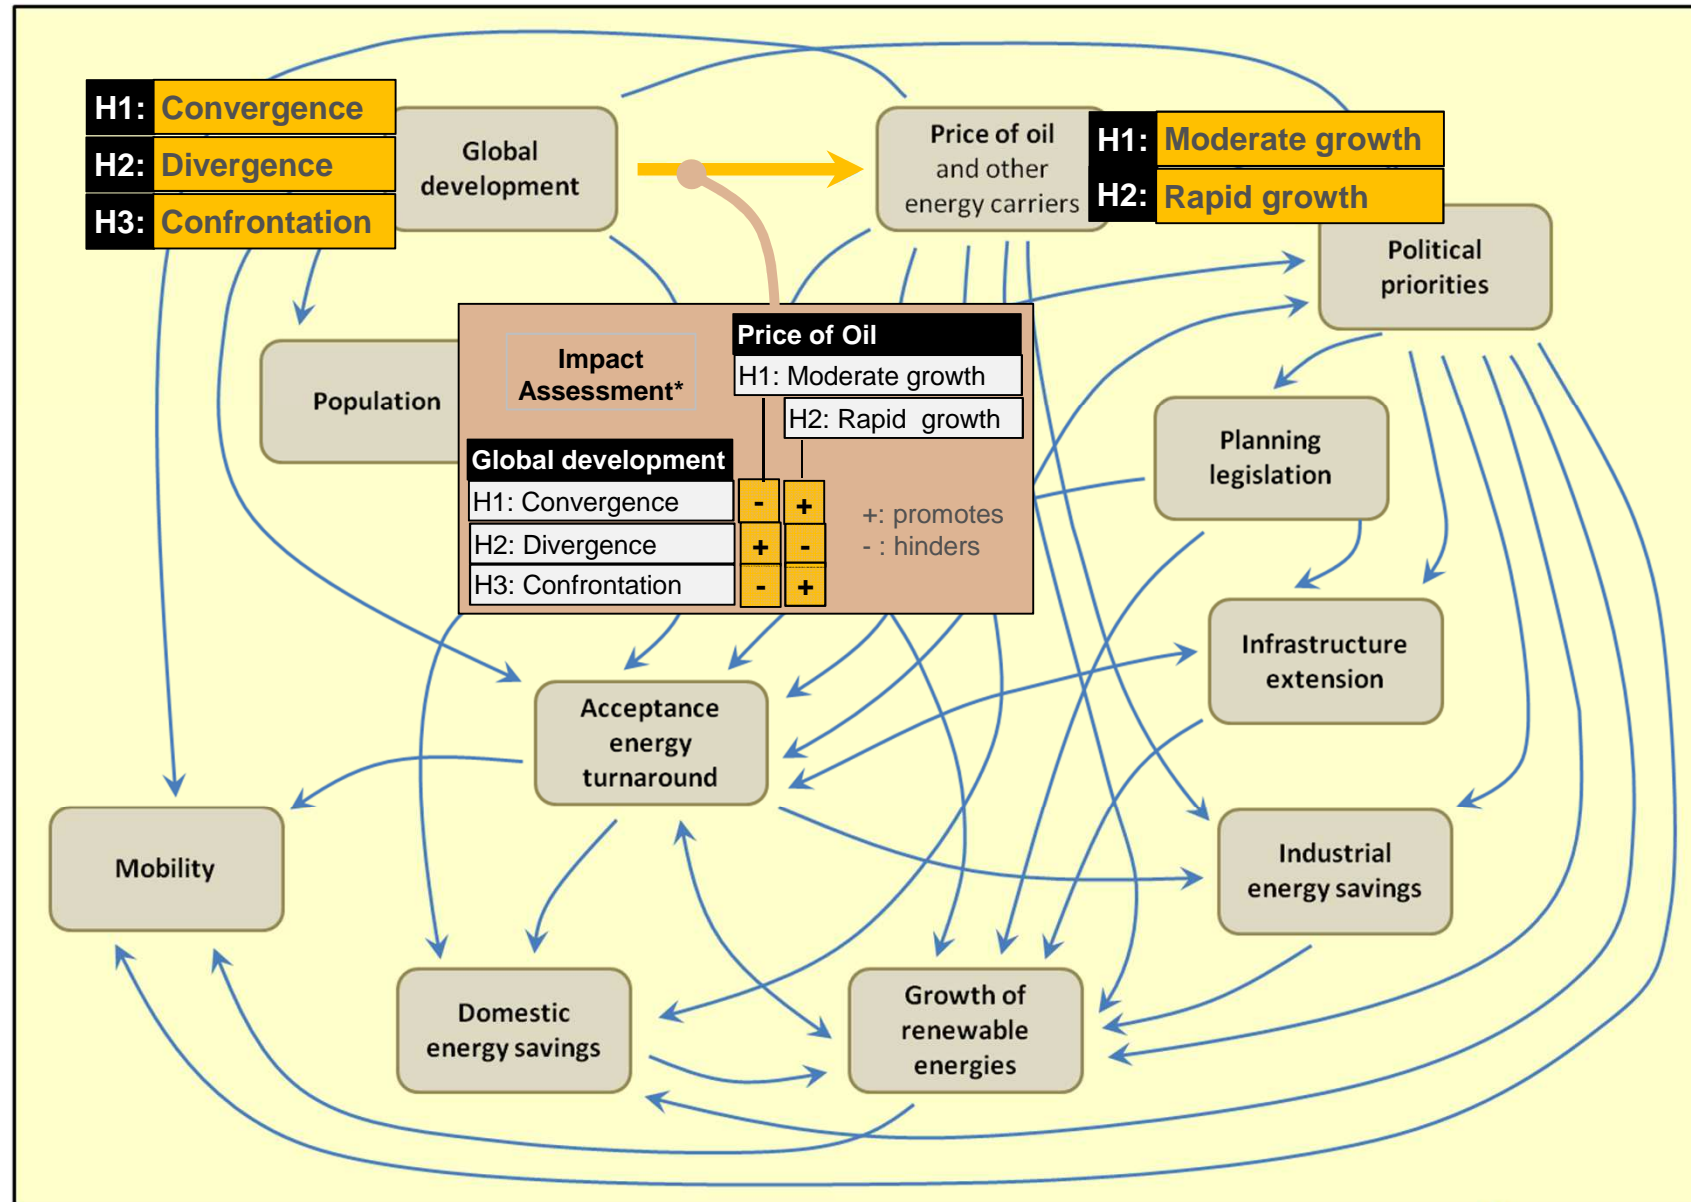 H1: Convergence
H2: Divergence
H3: Confrontation
Global
development
Price of oil
and other
energy carriers
H1: Moderate growth
H2: Rapid growth
Political
priorities
Population
Impact
Assessment*
Price of Oil
H1: Moderate growth
H2: Rapid  growth
Global development
H1: Convergence - +
H2: Divergence + -
H3: Confrontation - +
+: promotes
- : hinders
Planning
legislation
Infrastructure
extension
Acceptance
energy
turnaround
Mobility
Industrial
energy savings
Domestic
energy savings
Growth of
renewable
energies